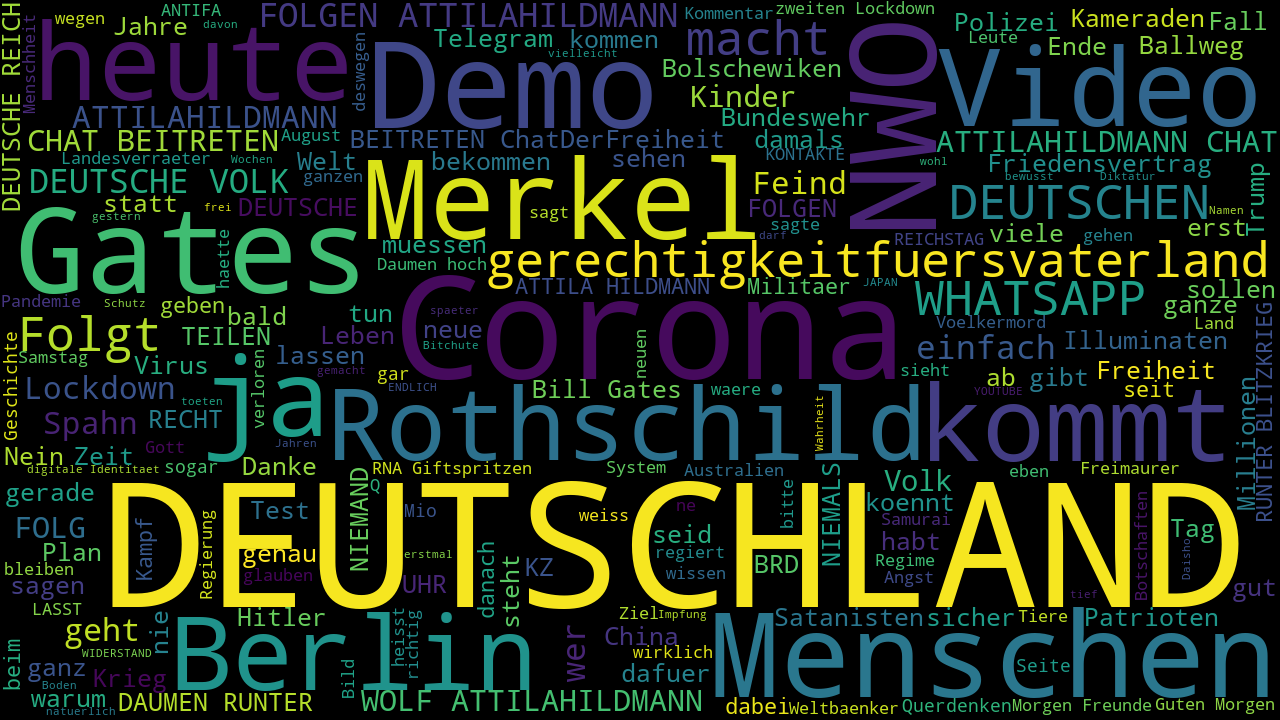 wegen
ANTIFA
davon
FOLGEN ATTILAHILDMANN
Kommentar
zweiten Lockdown
Polizei
Kameraden
Fall
Jahre
DEUTSCHE REICH
Menschheit
heute
deswegen
Demo
Telegram
kommen
vielleicht
macht
NWO
Leute
Ende
Ballweg
Video
Bolschewiken
Kinder
Bundeswehr
ATTILAHILDMANN
CHAT BEITRETEN
August
BEITRETEN ChatDerFreiheit
damals
ATTILAHILDMANN CHAT
Landesverraeter
Wochen
Welt
bekommen
sehen
KONTAKTE
wohl
Friedensvertrag
ganzen
bewusst
Diktatur
DEUTSCHE VOLK
statt
gestern
frei
DEUTSCHE
Merkel
sagt
Feind
FOLGEN
sagte
darf
DEUTSCHEN
Namen
Trump
erst
Gates
haette
muessen
Daumen hoch
REICHSTAG
viele
gehen
gerechtigkeitfuersvaterland
Pandemie
Schutz
geben
bald
ATTILA HILDMANN
Militaer
JAPAN
WHATSAPP
sollen
ganze
Land
Folgt
TEILEN
tun
Leben
spaeter
neue
Bitchute
Corona
Voelkermord
einfach
Illuminaten
RUNTER BLITZKRIEG
Geschichte
Samstag
Virus
verloren
lassen
gemacht
neuen
ja
gar
ENDLICH
Bill Gates
waere
sieht
ab
gibt
Freiheit
seit
YOUTUBE
Lockdown
toeten
Spahn
RECHT
Rothschild
Wahrheit
kommt
Millionen
Nein
Zeit
Gott
Jahren
digitale Identitaet
sogar
Danke
RNA Giftspritzen
System
Australien
eben
Freimaurer
gerade
NIEMAND
Q
bitte
NIEMALS
Volk
koennt
DEUTSCHLAND
FOLG
Kampf
Regierung
Test
Mio
weiss
ne
seid
Samurai
Tag
Plan
genau
erstmal
regiert
habt
Botschaften
Daisho
bleiben
sagen
glauben
UHR
danach
steht
KZ
wissen
BRD
Regime
Angst
tief
gut
LASST
Hitler
Ziel
Impfung
Satanisten
sicher
Tiere
Patrioten
geht
WIDERSTAND
nie
Berlin
heisst
richtig
wer
China
wirklich
Menschen
Seite
beim
ganz
Boden
Krieg
Bild
dafuer
warum
natuerlich
DAUMEN RUNTER
WOLF ATTILAHILDMANN
dabei
Weltbaenker
Querdenken
Morgen Freunde
Guten Morgen